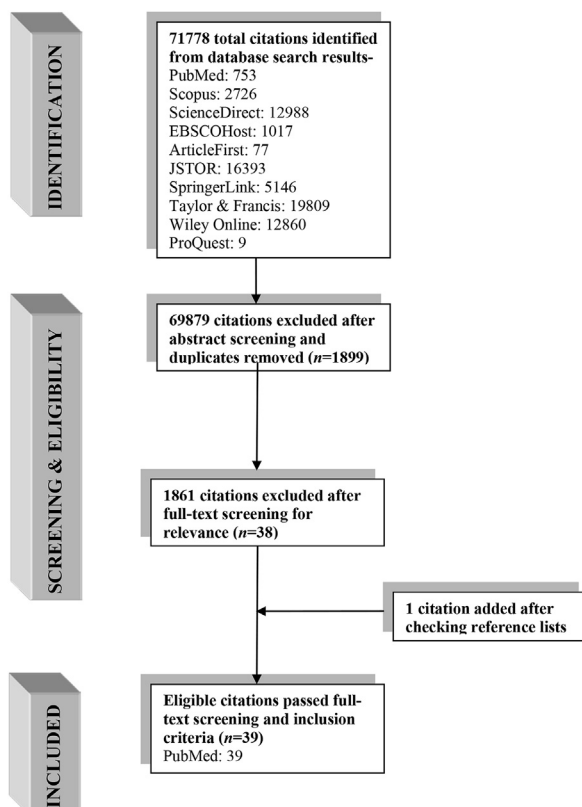 IDENTIFICATION
71778 total citations identified
from database search results-
PubMed: 753
Scopus: 2726
ScienceDirect: 12988
EBSCOHost: 1017
ArticleFirst: 77
JSTOR: 16393
SpringerLink: 5146
Taylor & Francis: 19809
Wiley Online: 12860
ProQuest: 9
SCREENING & ELIGIBILITY
69879 citations excluded after
abstract screening and
duplicates removed (n=1899)
1861 citations excluded after
full-text screening for
relevance (n=38)
1 citation added after
checking reference lists
INCLUDED
Eligible citations passed full-
text screening and inclusion
criteria (n=39)
PubMed: 39